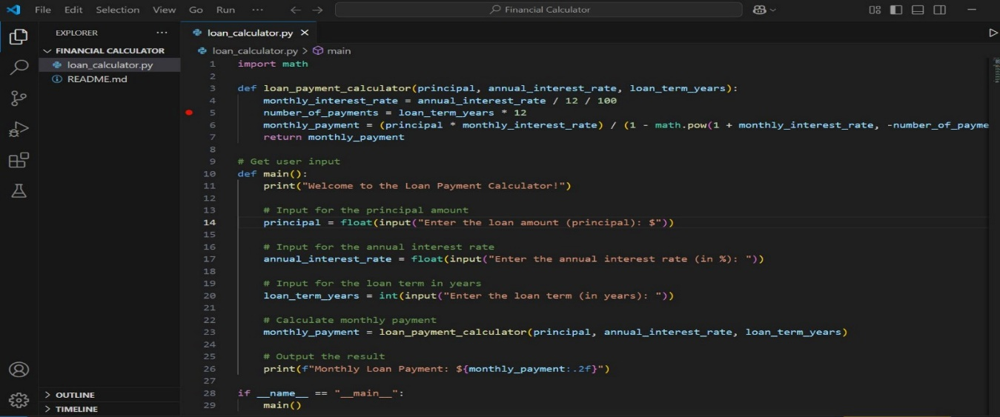 File Edit Selection View Go Run ··· Financial Calculator
EXPLORER ···
FINANCIAL CALCULATOR
loan_calculator.py
README.md
OUTLINE
TIMELINE
loan_calculator.py
loan_calculator.py > main
1 import math
2
3 def loan_payment_calculator(principal, annual_interest_rate, loan_term_years):
4 monthly_interest_rate = annual_interest_rate / 12 / 100
5 number_of_payments = loan_term_years * 12
6 monthly_payment = (principal * monthly_interest_rate) / (1 - math.pow(1 + monthly_interest_rate, -number_of_payme
7 return monthly_payment
8
9 # Get user input
10 def main():
11 print("Welcome to the Loan Payment Calculator!")
12
13 # Input for the principal amount
14 principal = float(input("Enter the loan amount (principal): $"))
15
16 # Input for the annual interest rate
17 annual_interest_rate = float(input("Enter the annual interest rate (in %): "))
18
19 # Input for the loan term in years
20 loan_term_years = int(input("Enter the loan term (in years): "))
21
22 # Calculate monthly payment
23 monthly_payment = loan_payment_calculator(principal, annual_interest_rate, loan_term_years)
24
25 # Output the result
26 print(f"Monthly Loan Payment: ${monthly_payment:.2f}")
27
28 if __name__ == "__main__":
29 main()